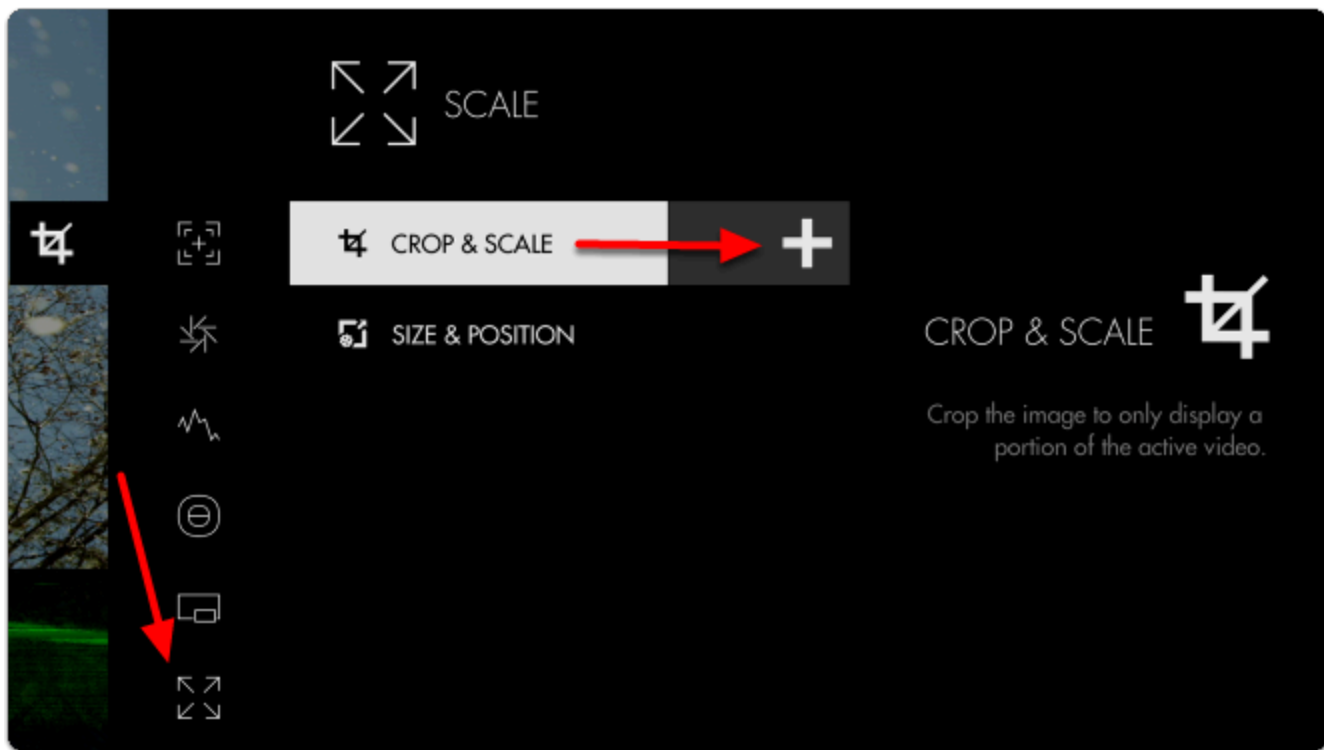 SCALE
CROP & SCALE
SIZE & POSITION
CROP & SCALE
Crop the image to only display a
portion of the active video.